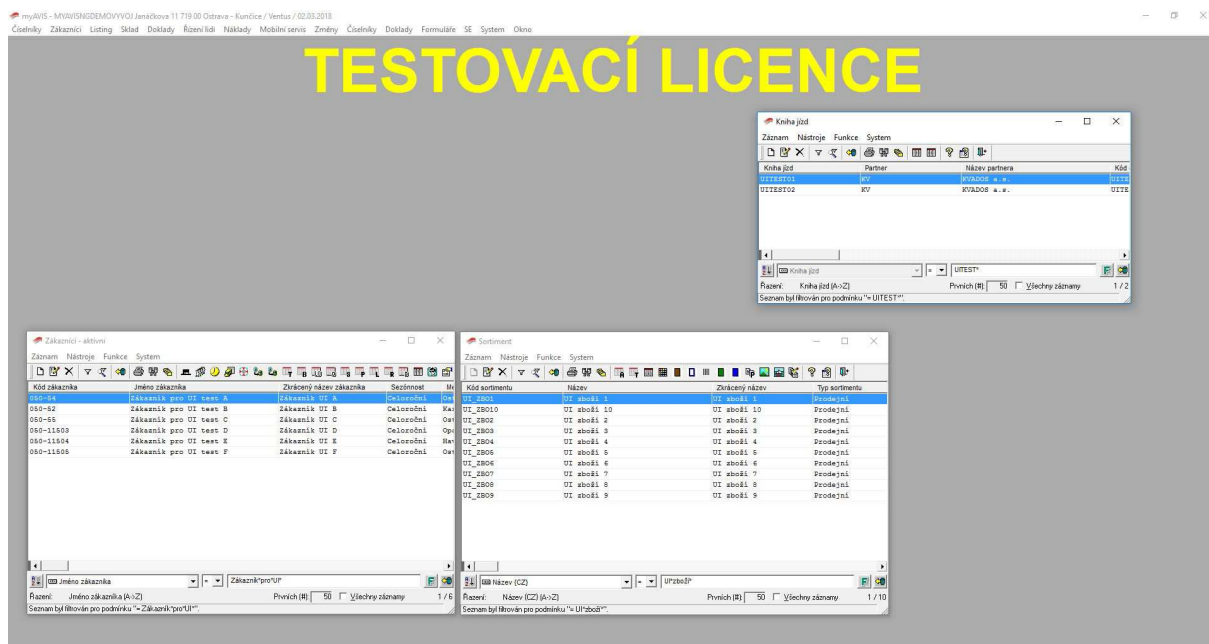 myAVIS - MYAVISNGDEMOVYVOJ Janáčkova 11 719 00 Ostrava - Kunčice / Ventus / 02.03.2018
Číselníky Zákazníci Listing Sklad Doklady Řízení lidí Náklady Mobilní servis Změny Číselníky Doklady Formuláře SE System Okno
TESTOVACÍ LICENCE
Kniha jízd
Záznam Nástroje Funkce System
Kniha jízd Partner Název partnera Kód
UITEST01 KV KVADOS a.s. UITE
UITEST02 KV KVADOS a.s. UITE
Kniha jízd = UITEST*
Řazení: Kniha jízd (A->Z) Prvních (#): 50 Všechny záznamy 1 / 2
Seznam byl filtrován pro podmínku "= UITEST*".
Zákazníci - aktivní
Záznam Nástroje Funkce System
Kód zákazníka Jméno zákazníka Zkrácený název zákazníka Sezónnost
050-54 Zákazník pro UI test A Zákazník UI A Celoroční Ost
050-52 Zákazník pro UI test B Zákazník UI B Celoroční
050-55 Zákazník pro UI test C Zákazník UI C Celoroční
050-11503 Zákazník pro UI test D Zákazník UI D Celoroční
050-11504 Zákazník pro UI test E Zákazník UI E Celoroční
050-11505 Zákazník pro UI test F Zákazník UI F Celoroční
Jméno zákazníka = Zákazník*pro*UI*
Řazení: Jméno zákazníka (A->Z) Prvních (#): 50 Všechny záznamy 1 / 6
Seznam byl filtrován pro podmínku "= Zákazník*pro*UI*".
Sortiment
Záznam Nástroje Funkce System
Kód sortimentu Název Zkrácený název Typ sortimentu
UI_ZBO1 UI zboží 1 UI zboží 1 Prodejní
UI_ZBO10 UI zboží 10 UI zboží 10 Prodejní
UI_ZBO2 UI zboží 2 UI zboží 2 Prodejní
UI_ZBO3 UI zboží 3 UI zboží 3 Prodejní
UI_ZBO4 UI zboží 4 UI zboží 4 Prodejní
UI_ZBO5 UI zboží 5 UI zboží 5 Prodejní
UI_ZBO6 UI zboží 6 UI zboží 6 Prodejní
UI_ZBO7 UI zboží 7 UI zboží 7 Prodejní
UI_ZBO8 UI zboží 8 UI zboží 8 Prodejní
UI_ZBO9 UI zboží 9 UI zboží 9 Prodejní
Název (CZ) = UI*zboží*
Řazení: Název (CZ) (A->Z) Prvních (#): 50 Všechny záznamy 1 / 10
Seznam byl filtrován pro podmínku "= UI*zboží*".